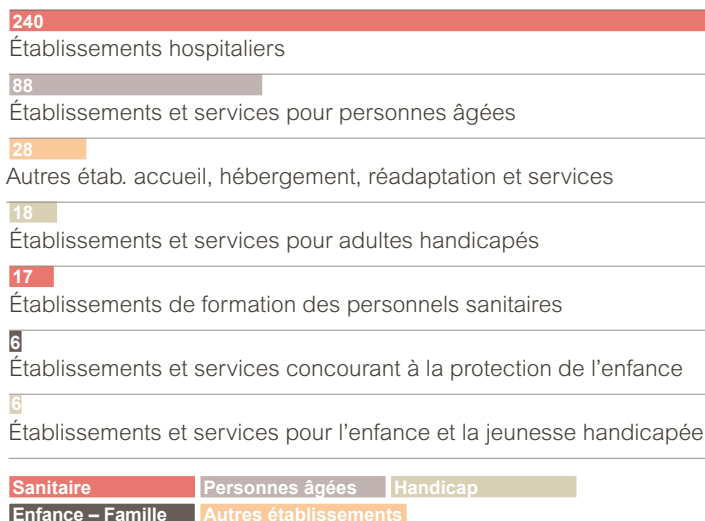 240
Établissements hospitaliers
88
Établissements et services pour personnes âgées
28
Autres étab. accueil, hébergement, réadaptation et services
18
Établissements et services pour adultes handicapés
17
Établissements de formation des personnels sanitaires
6
Établissements et services concourant à la protection de l’enfance
6
Établissements et services pour l’enfance et la jeunesse handicapée
Sanitaire Personnes âgées Handicap
Enfance – Famille Autres établissements